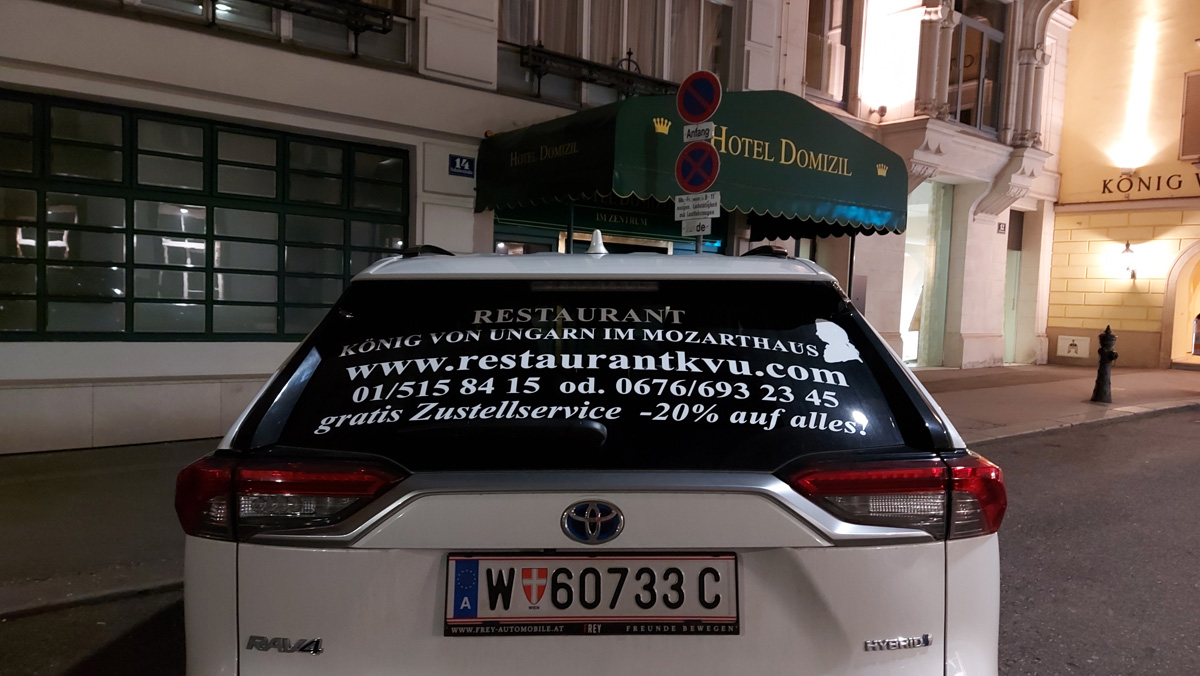 HOTEL DOMIZIL
HOTEL DOMIZIL
Anfang
14
IM ZENTRUM
KÖNIG V
12
RESTAURANT
KÖNIG VON UNGARN IM MOZARTHAUS
www.restaurantkvu.com
01/515 84 15 od. 0676/693 23 45
gratis Zustellservice -20% auf alles!
A
W 60733 C
WIEN
WWW.FREY-AUTOMOBILE.AT FREY FREUNDE BEWEGEN
RAV4
HYBRID